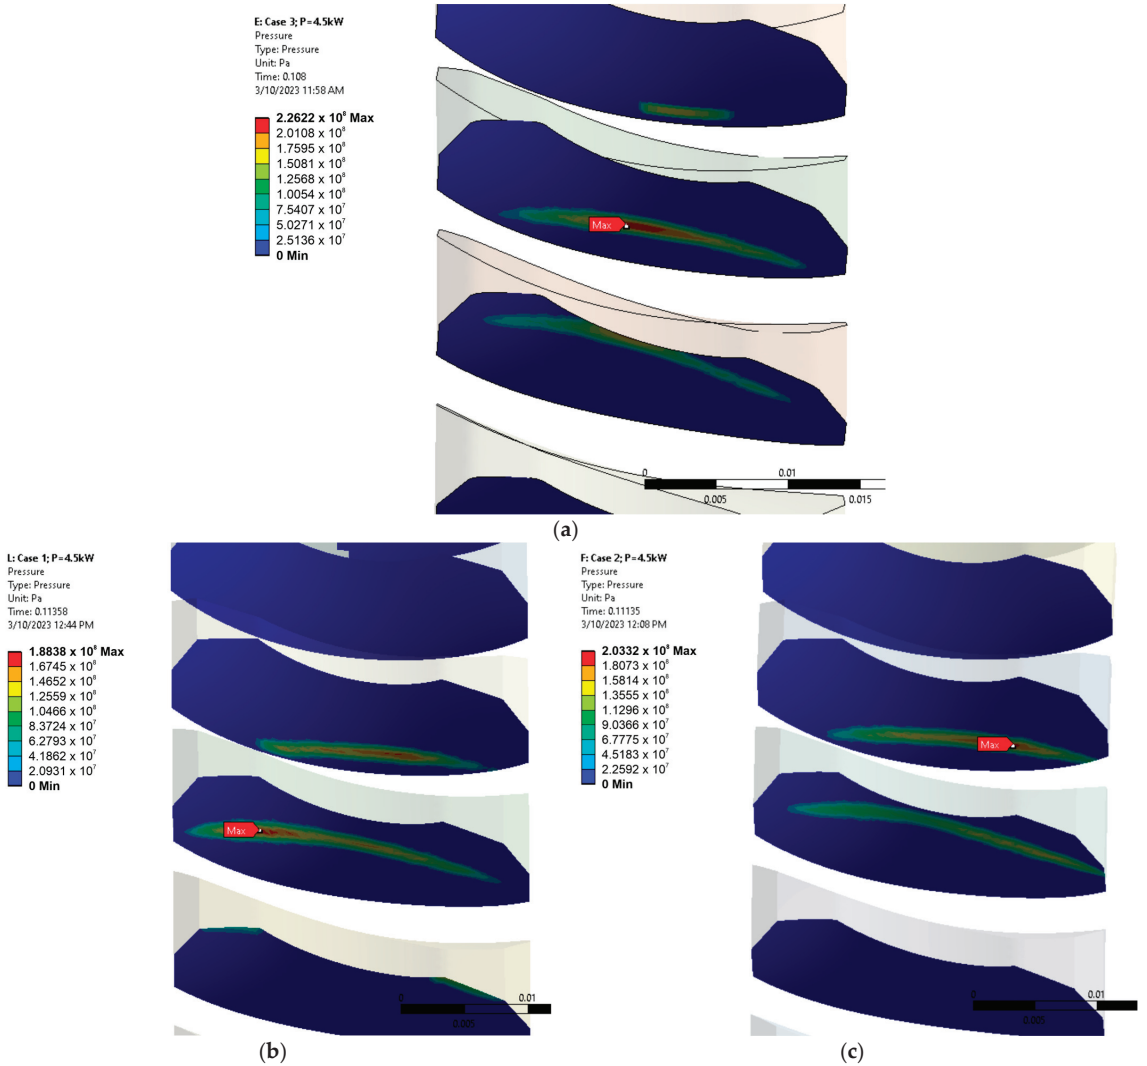 E: Case 3; P=4.5kW
Pressure
Type: Pressure
Unit: Pa
Time: 0.108
3/10/2023 11:58 AM
2.2622 x 10⁸ Max
2.0108 x 10⁸
1.7595 x 10⁸
1.5081 x 10⁸
1.2568 x 10⁸
1.0054 x 10⁸
7.5407 x 10⁷
5.0271 x 10⁷
2.5136 x 10⁷
0 Min
Max
0 0.01
0.005 0.015
(a)
L: Case 1; P=4.5kW
Pressure
Type: Pressure
Unit: Pa
Time: 0.11358
3/10/2023 12:44 PM
1.8838 x 10⁸ Max
1.6745 x 10⁸
1.4652 x 10⁸
1.2559 x 10⁸
1.0466 x 10⁸
8.3724 x 10⁷
6.2793 x 10⁷
4.1862 x 10⁷
2.0931 x 10⁷
0 Min
Max
0 0.01
0.005
(b)
F: Case 2; P=4.5kW
Pressure
Type: Pressure
Unit: Pa
Time: 0.11135
3/10/2023 12:08 PM
2.0332 x 10⁸ Max
1.8073 x 10⁸
1.5814 x 10⁸
1.3555 x 10⁸
1.1296 x 10⁸
9.0366 x 10⁷
6.7775 x 10⁷
4.5183 x 10⁷
2.2592 x 10⁷
0 Min
Max
0 0.01
0.005
(c)